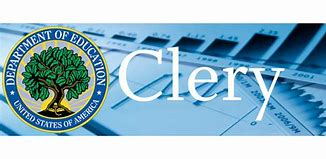 DEPARTMENT OF EDUCATION
UNITED STATES OF AMERICA
Clery